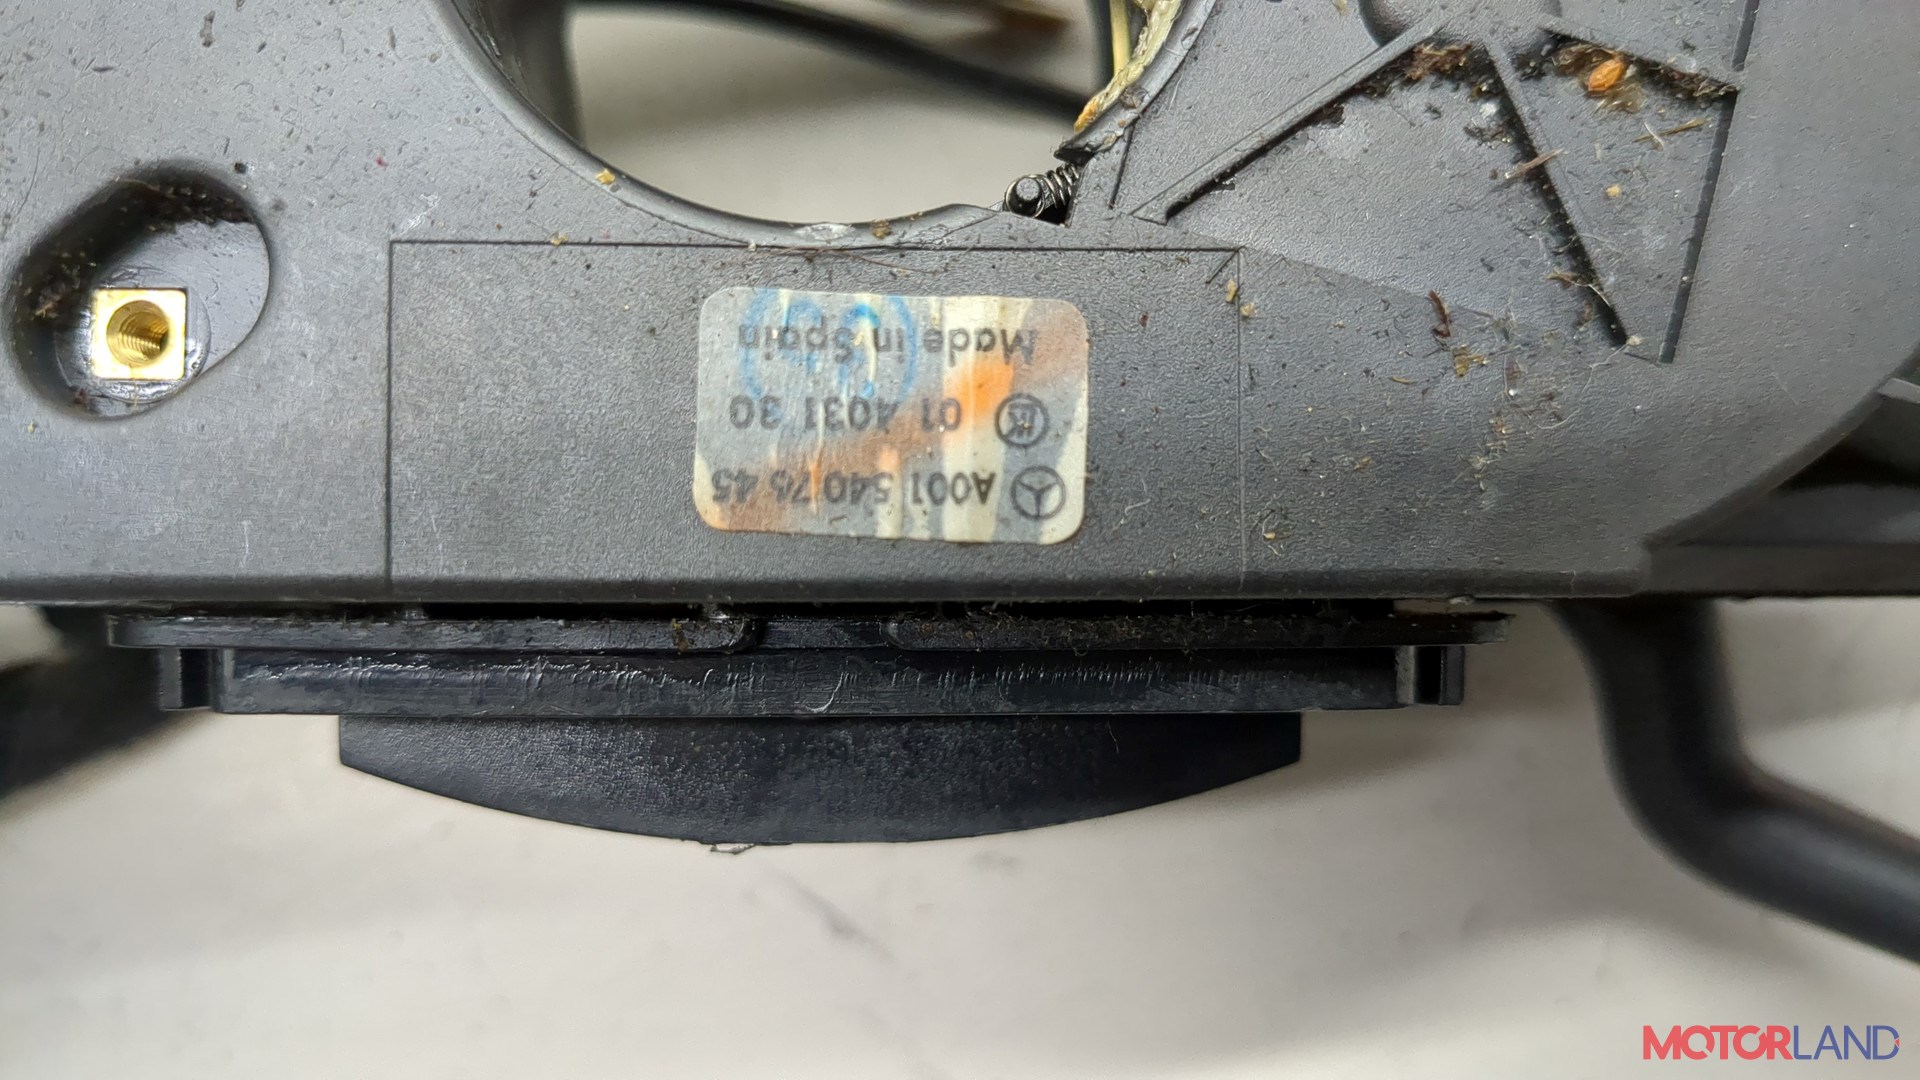 A001 540 76 45
01 4031 30
Made in Spain
MOTORLAND